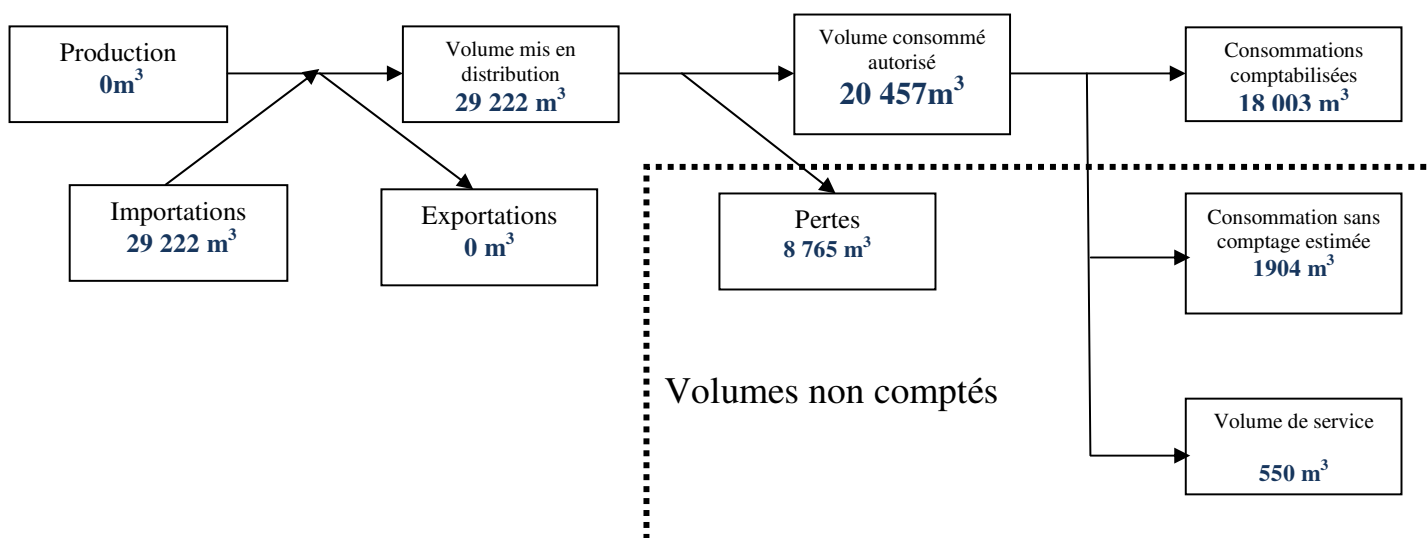 Production
0m³
Volume mis en
distribution
29 222 m³
Volume consommé
autorisé
20 457m³
Consommations
comptabilisées
18 003 m³
Importations
29 222 m³
Exportations
0 m³
Pertes
8 765 m³
Consommation sans
comptage estimée
1904 m³
Volumes non comptés
Volume de service
550 m³